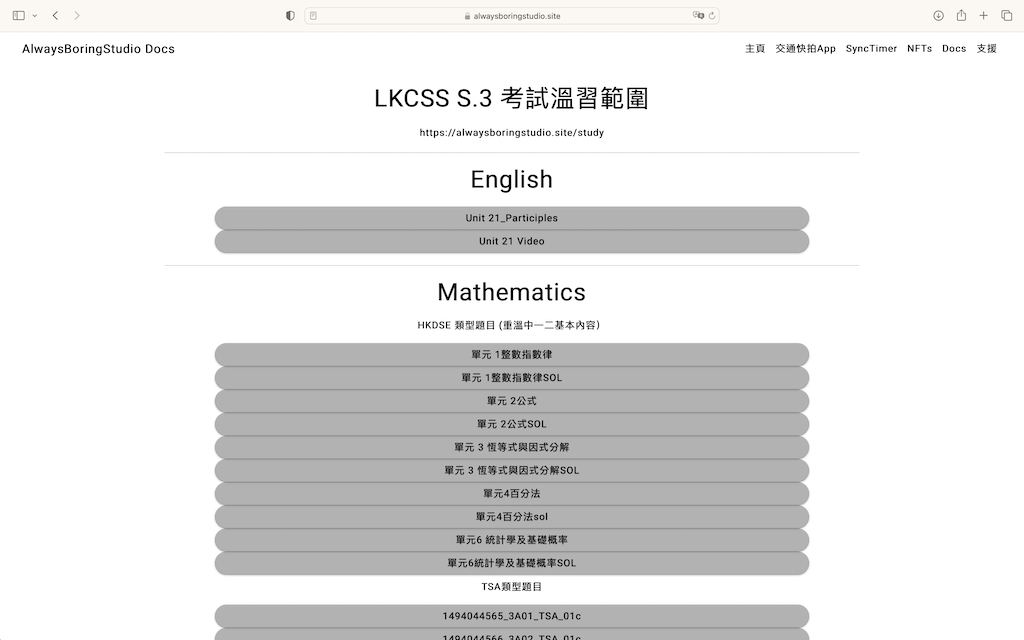 alwaysboringstudio.site
AlwaysBoringStudio Docs
主頁 交通快拍App SyncTimer NFTs Docs 支援
LKCSS S.3 考試溫習範圍
https://alwaysboringstudio.site/study
English
Unit 21_Participles
Unit 21 Video
Mathematics
HKDSE 類型題目 (重溫中一二基本內容)
單元 1整數指數律
單元 1整數指數律SOL
單元 2公式
單元 2公式SOL
單元 3 恆等式與因式分解
單元 3 恆等式與因式分解SOL
單元4百分法
單元4百分法sol
單元6 統計學及基礎概率
單元6統計學及基礎概率SOL
TSA類型題目
1494044565_3A01_TSA_01c
1494044566_3A02_TSA_01c